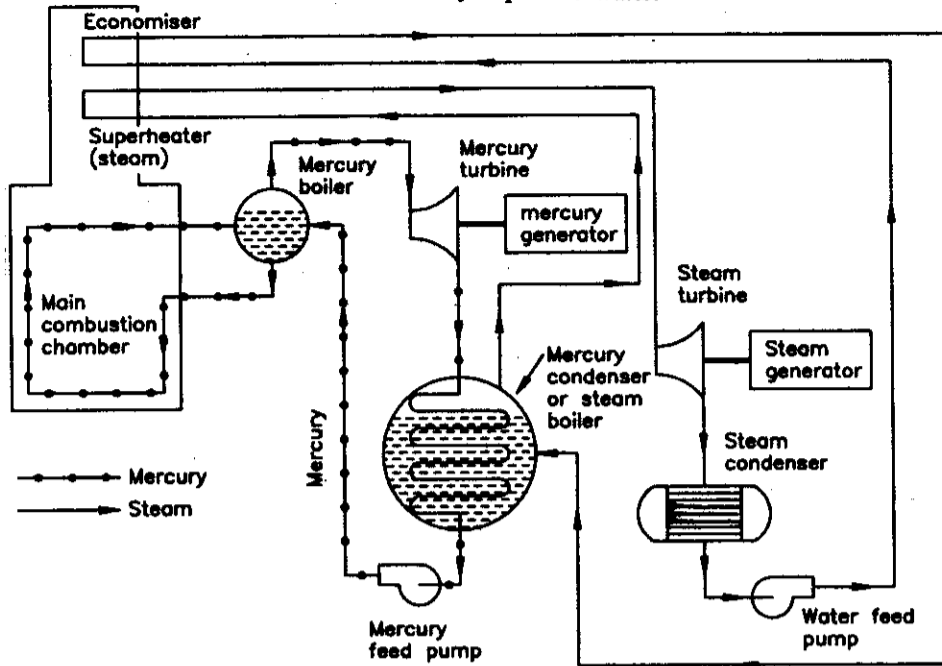 Economiser
Superheater
(steam)
Mercury
boiler
Mercury
turbine
mercury
generator
Steam
turbine
Steam
generator
Main
combustion
chamber
Mercury
condenser
or steam
boiler
Mercury
Steam
condenser
Mercury
Steam
Mercury
feed pump
Water feed
pump